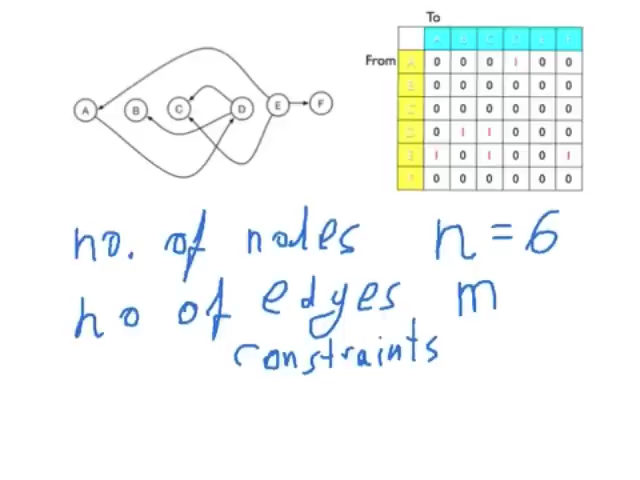 To
A B C D E F
From A 0 0 0 1 0 0
B 0 0 0 0 0 0
C 0 0 0 0 0 0
D 0 1 1 0 0 0
E 1 0 1 0 0 1
F 0 0 0 0 0 0
A B C D E F
no. of nodes n = 6
no of edges m
constraints